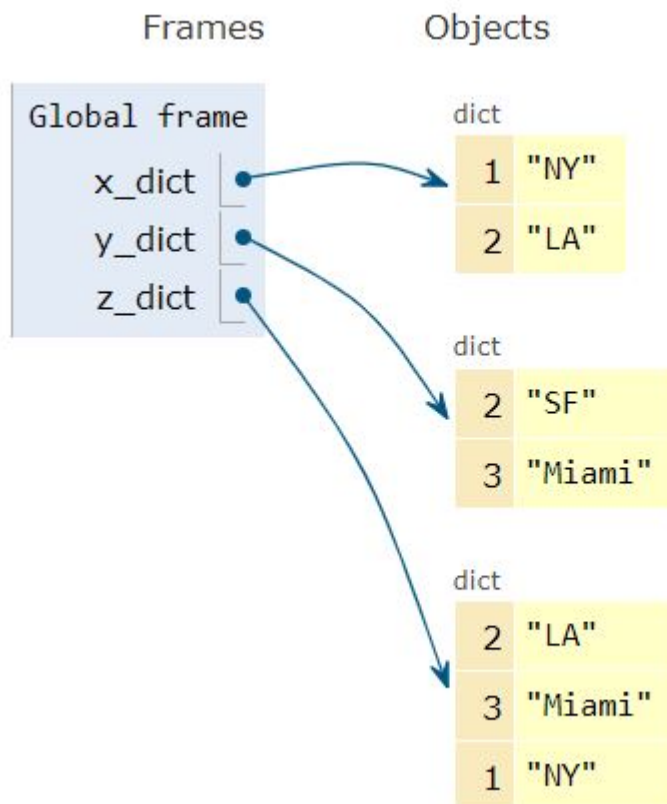 Frames Objects
Global frame
x_dict
y_dict
z_dict
dict
1 "NY"
2 "LA"
dict
2 "SF"
3 "Miami"
dict
2 "LA"
3 "Miami"
1 "NY"